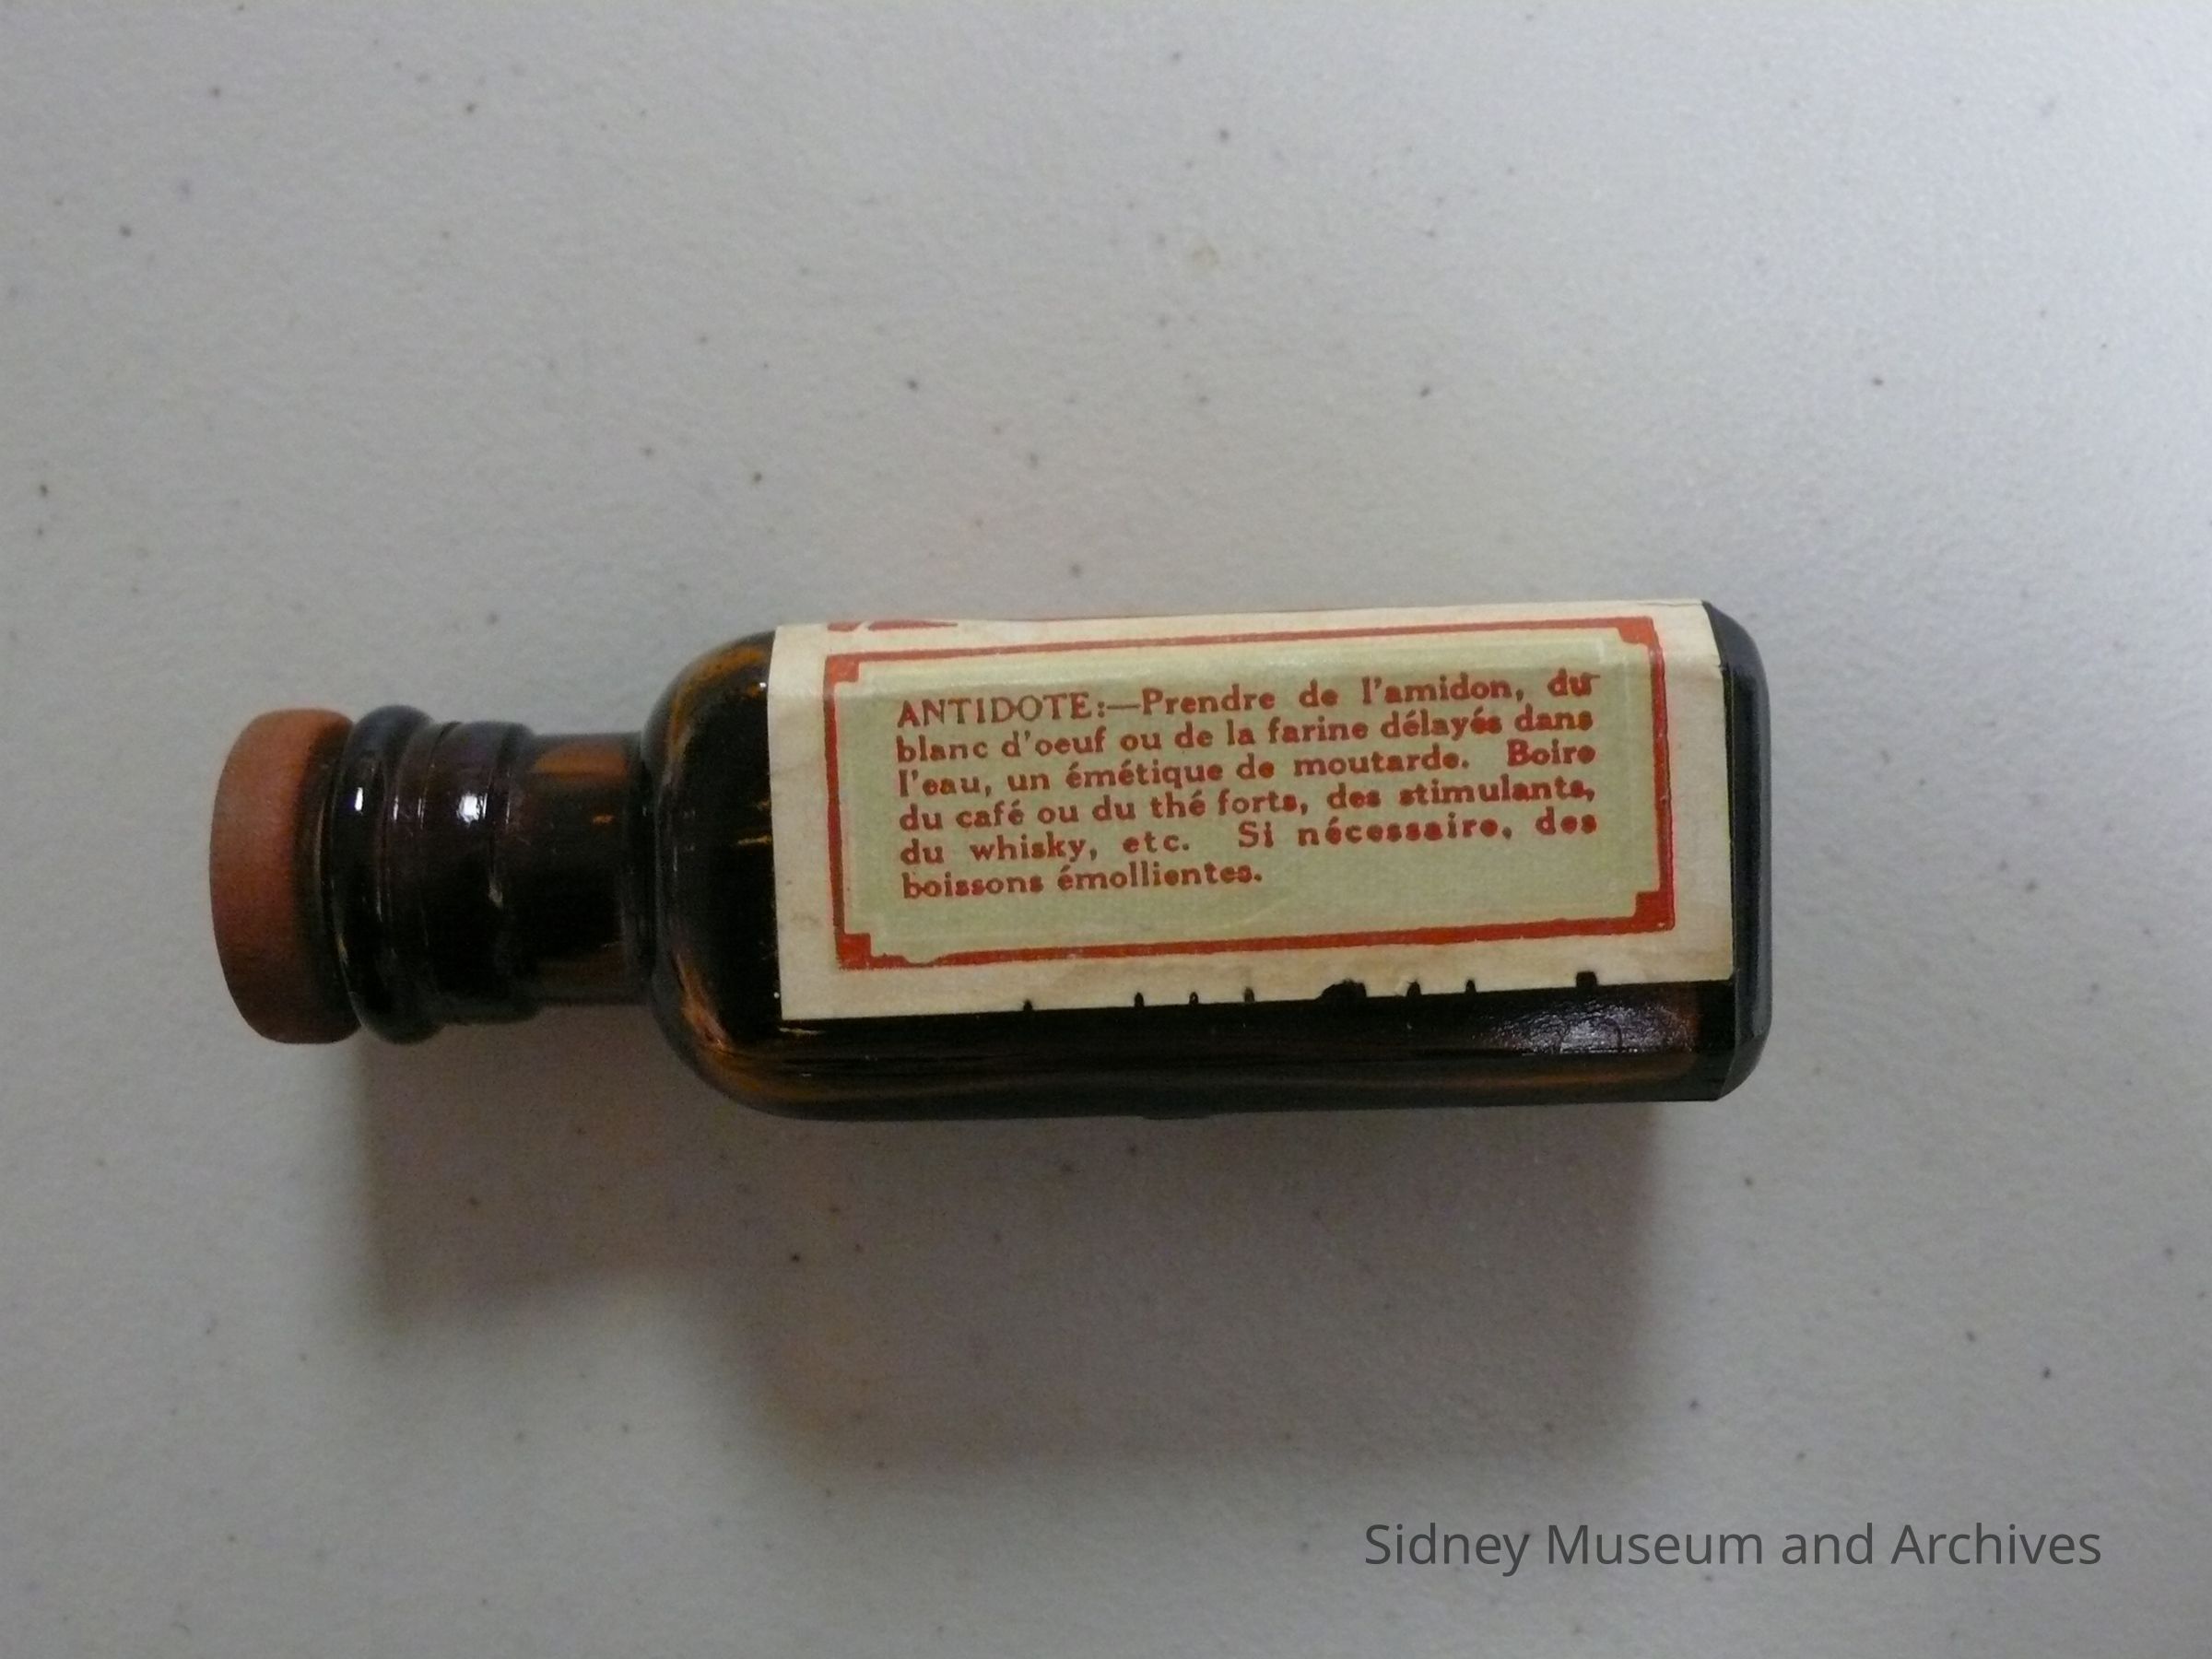 ANTIDOTE:—Prendre de l'amidon, du
blanc d'oeuf ou de la farine délayés dans
l'eau, un émétique de moutarde. Boire
du café ou du thé forts, des stimulants,
du whisky, etc. Si nécessaire, des
boissons émollientes.
Sidney Museum and Archives